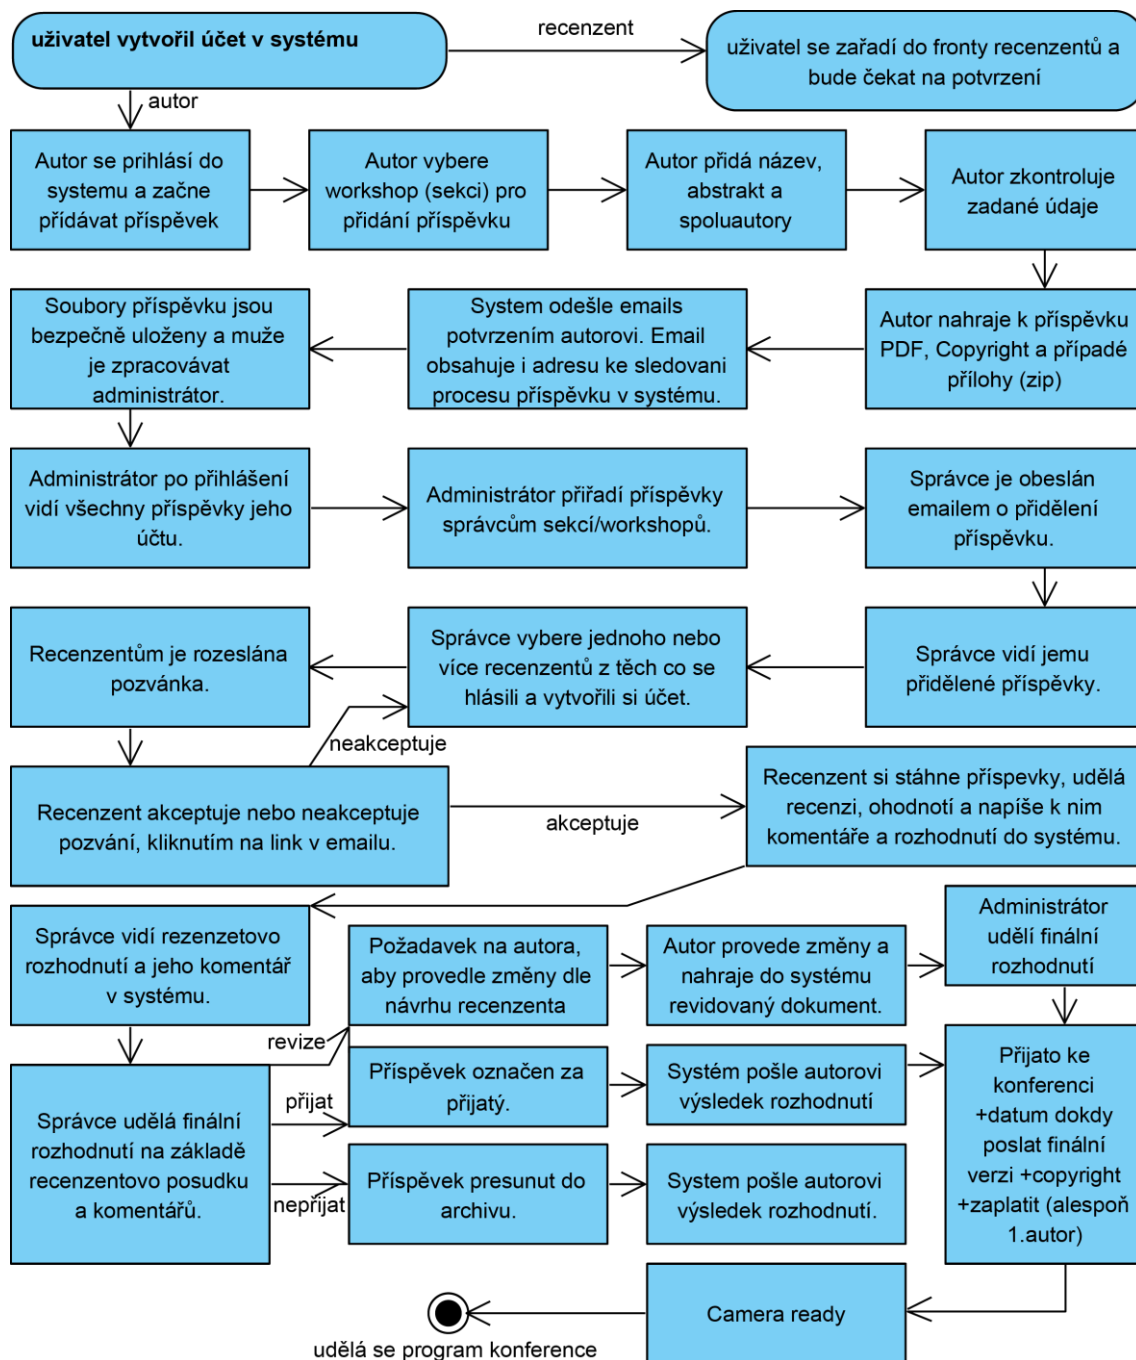 uživatel vytvořil účet v systému
recenzent
uživatel se zařadí do fronty recenzentů a
bude čekat na potvrzení
autor
Autor se prihlásí do
systemu a začne
přídávat příspěvek
Autor vybere
workshop (sekci) pro
přidání příspěvku
Autor přidá název,
abstrakt a
spoluautory
Autor zkontroluje
zadané údaje
Soubory příspěvku jsou
bezpečně uloženy a muže
je zpracovávat
administrátor.
System odešle emails
potvrzením autorovi. Email
obsahuje i adresu ke sledovani
procesu příspěvku v systému.
Autor nahraje k příspěvku
PDF, Copyright a případé
přílohy (zip)
Administrátor po přihlášení
vidí všechny příspěvky jeho
účtu.
Administrátor přiřadí příspěvky
správcům sekcí/workshopů.
Správce je obeslán
emailem o přidělení
příspěvku.
Recenzentům je rozeslána
pozvánka.
Správce vybere jednoho nebo
více recenzentů z těch co se
hlásili a vytvořili si účet.
Správce vidí jemu
přidělené příspěvky.
neakceptuje
Recenzent akceptuje nebo neakceptuje
pozvání, kliknutím na link v emailu.
akceptuje
Recenzent si stáhne příspevky, udělá
recenzi, ohodnotí a napíše k nim
komentáře a rozhodnutí do systému.
Správce vidí rezenzetovo
rozhodnutí a jeho komentář
v systému.
Požadavek na autora,
aby provedle změny dle
návrhu recenzenta
Autor provede změny a
nahraje do systému
revidovaný dokument.
Administrátor
udělí finální
rozhodnutí
revize
Správce udělá finální
rozhodnutí na základě
recenzentovo posudku
a komentářů.
přijat
Příspěvek označen za
přijatý.
Systém pošle autorovi
výsledek rozhodnutí
Přijato ke
konferenci
+datum dokdy
poslat finální
verzi +copyright
+zaplatit (alespoň
1.autor)
nepřijat
Příspěvek presunut do
archivu.
System pošle autorovi
výsledek rozhodnutí.
Camera ready
udělá se program konference